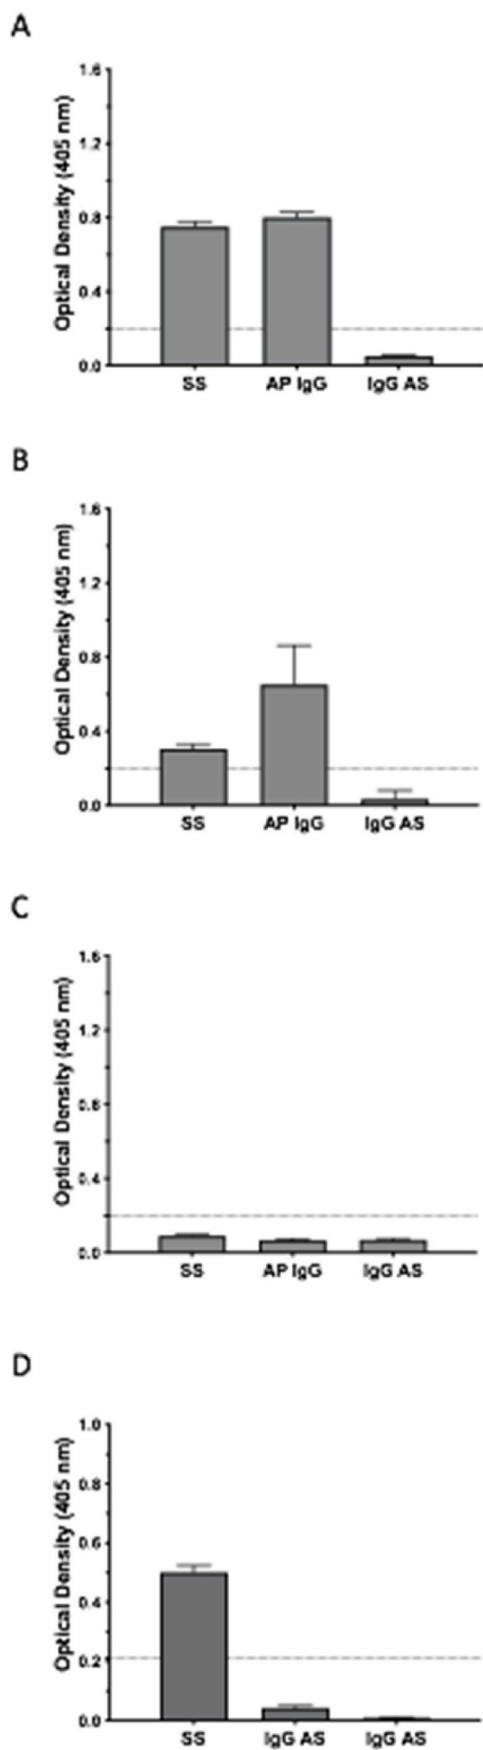 A
Optical Density (405 nm)
1.6
1.2
0.8
0.4
0.0
SS AP IgG IgG AS
B
Optical Density (405 nm)
1.6
1.2
0.8
0.4
0.0
SS AP IgG IgG AS
C
Optical Density (405 nm)
1.6
1.2
0.8
0.4
0.0
SS AP IgG IgG AS
D
Optical Density (405 nm)
1.0
0.8
0.6
0.4
0.2
0.0
SS IgG AS IgG AS